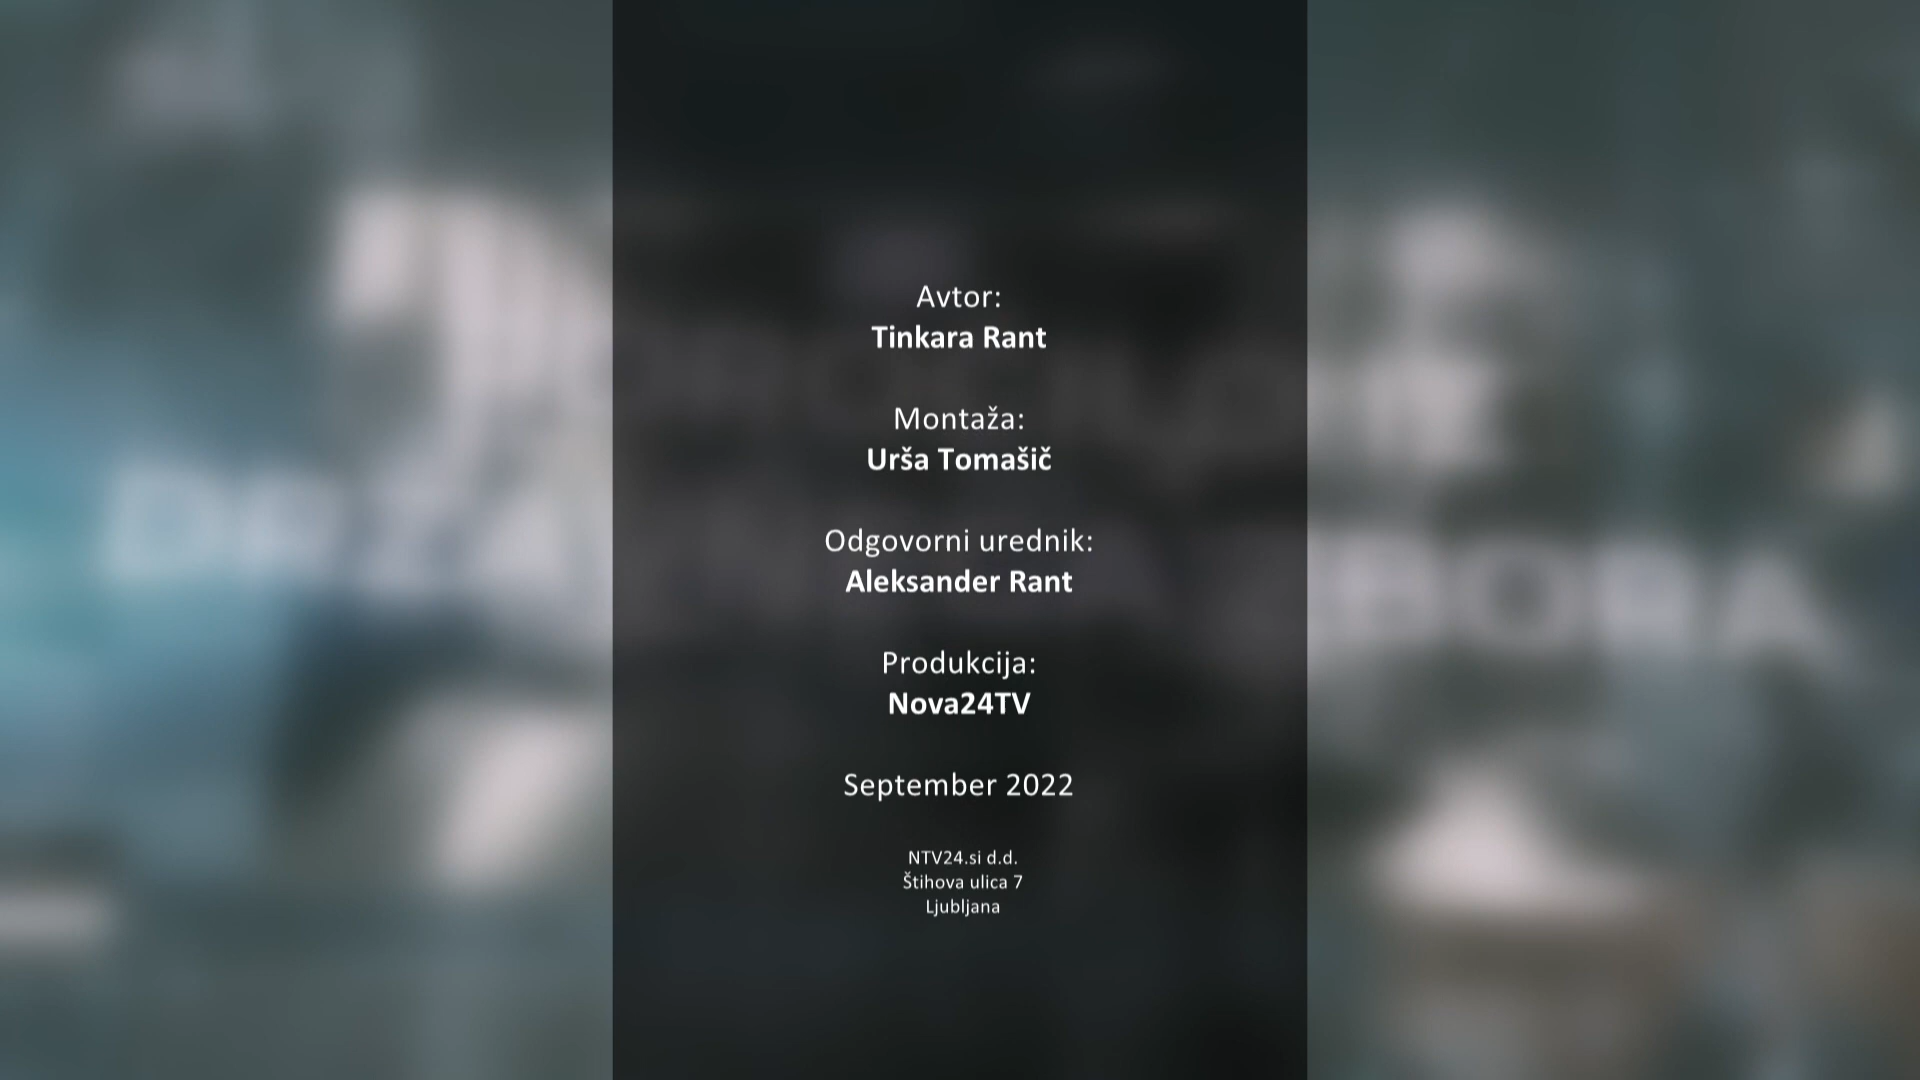 Avtor:
Tinkara Rant
Montaža:
Urša Tomašič
Odgovorni urednik:
Aleksander Rant
Produkcija:
Nova24TV
September 2022
NTV24.si d.d.
Štihova ulica 7
Ljubljana